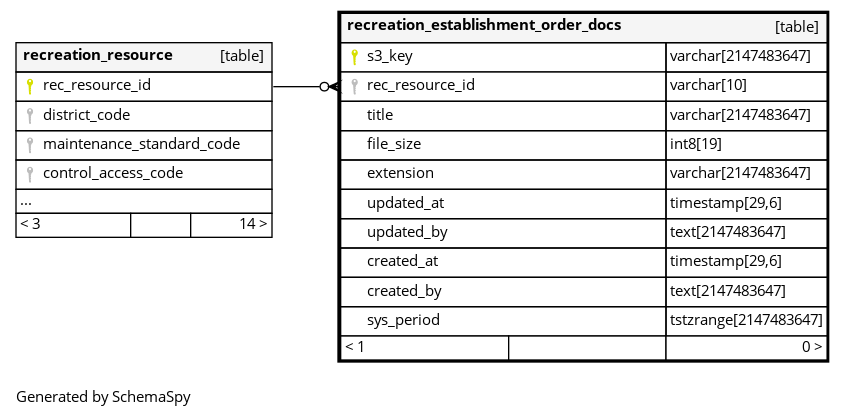 recreation_resource [table]
rec_resource_id
district_code
maintenance_standard_code
control_access_code
...
< 3 14 >
recreation_establishment_order_docs [table]
s3_key varchar[2147483647]
rec_resource_id varchar[10]
title varchar[2147483647]
file_size int8[19]
extension varchar[2147483647]
updated_at timestamp[29,6]
updated_by text[2147483647]
created_at timestamp[29,6]
created_by text[2147483647]
sys_period tstzrange[2147483647]
< 1 0 >
Generated by SchemaSpy